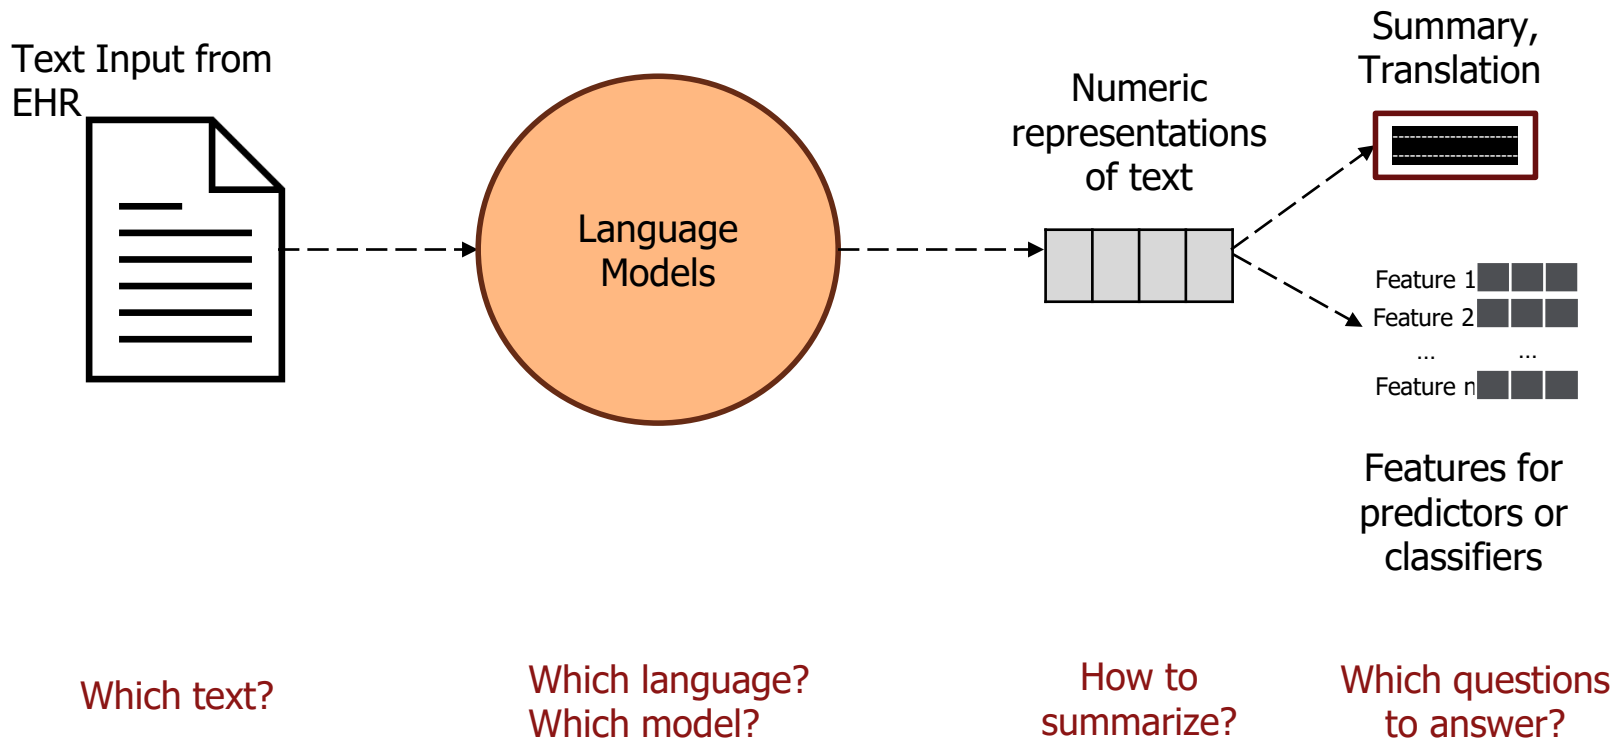 Text Input from
EHR
Language
Models
Numeric
representations
of text
Summary,
Translation
Feature 1
Feature 2
... ...
Feature n
Features for
predictors or
classifiers
Which text?
Which language?
Which model?
How to
summarize?
Which questions
to answer?